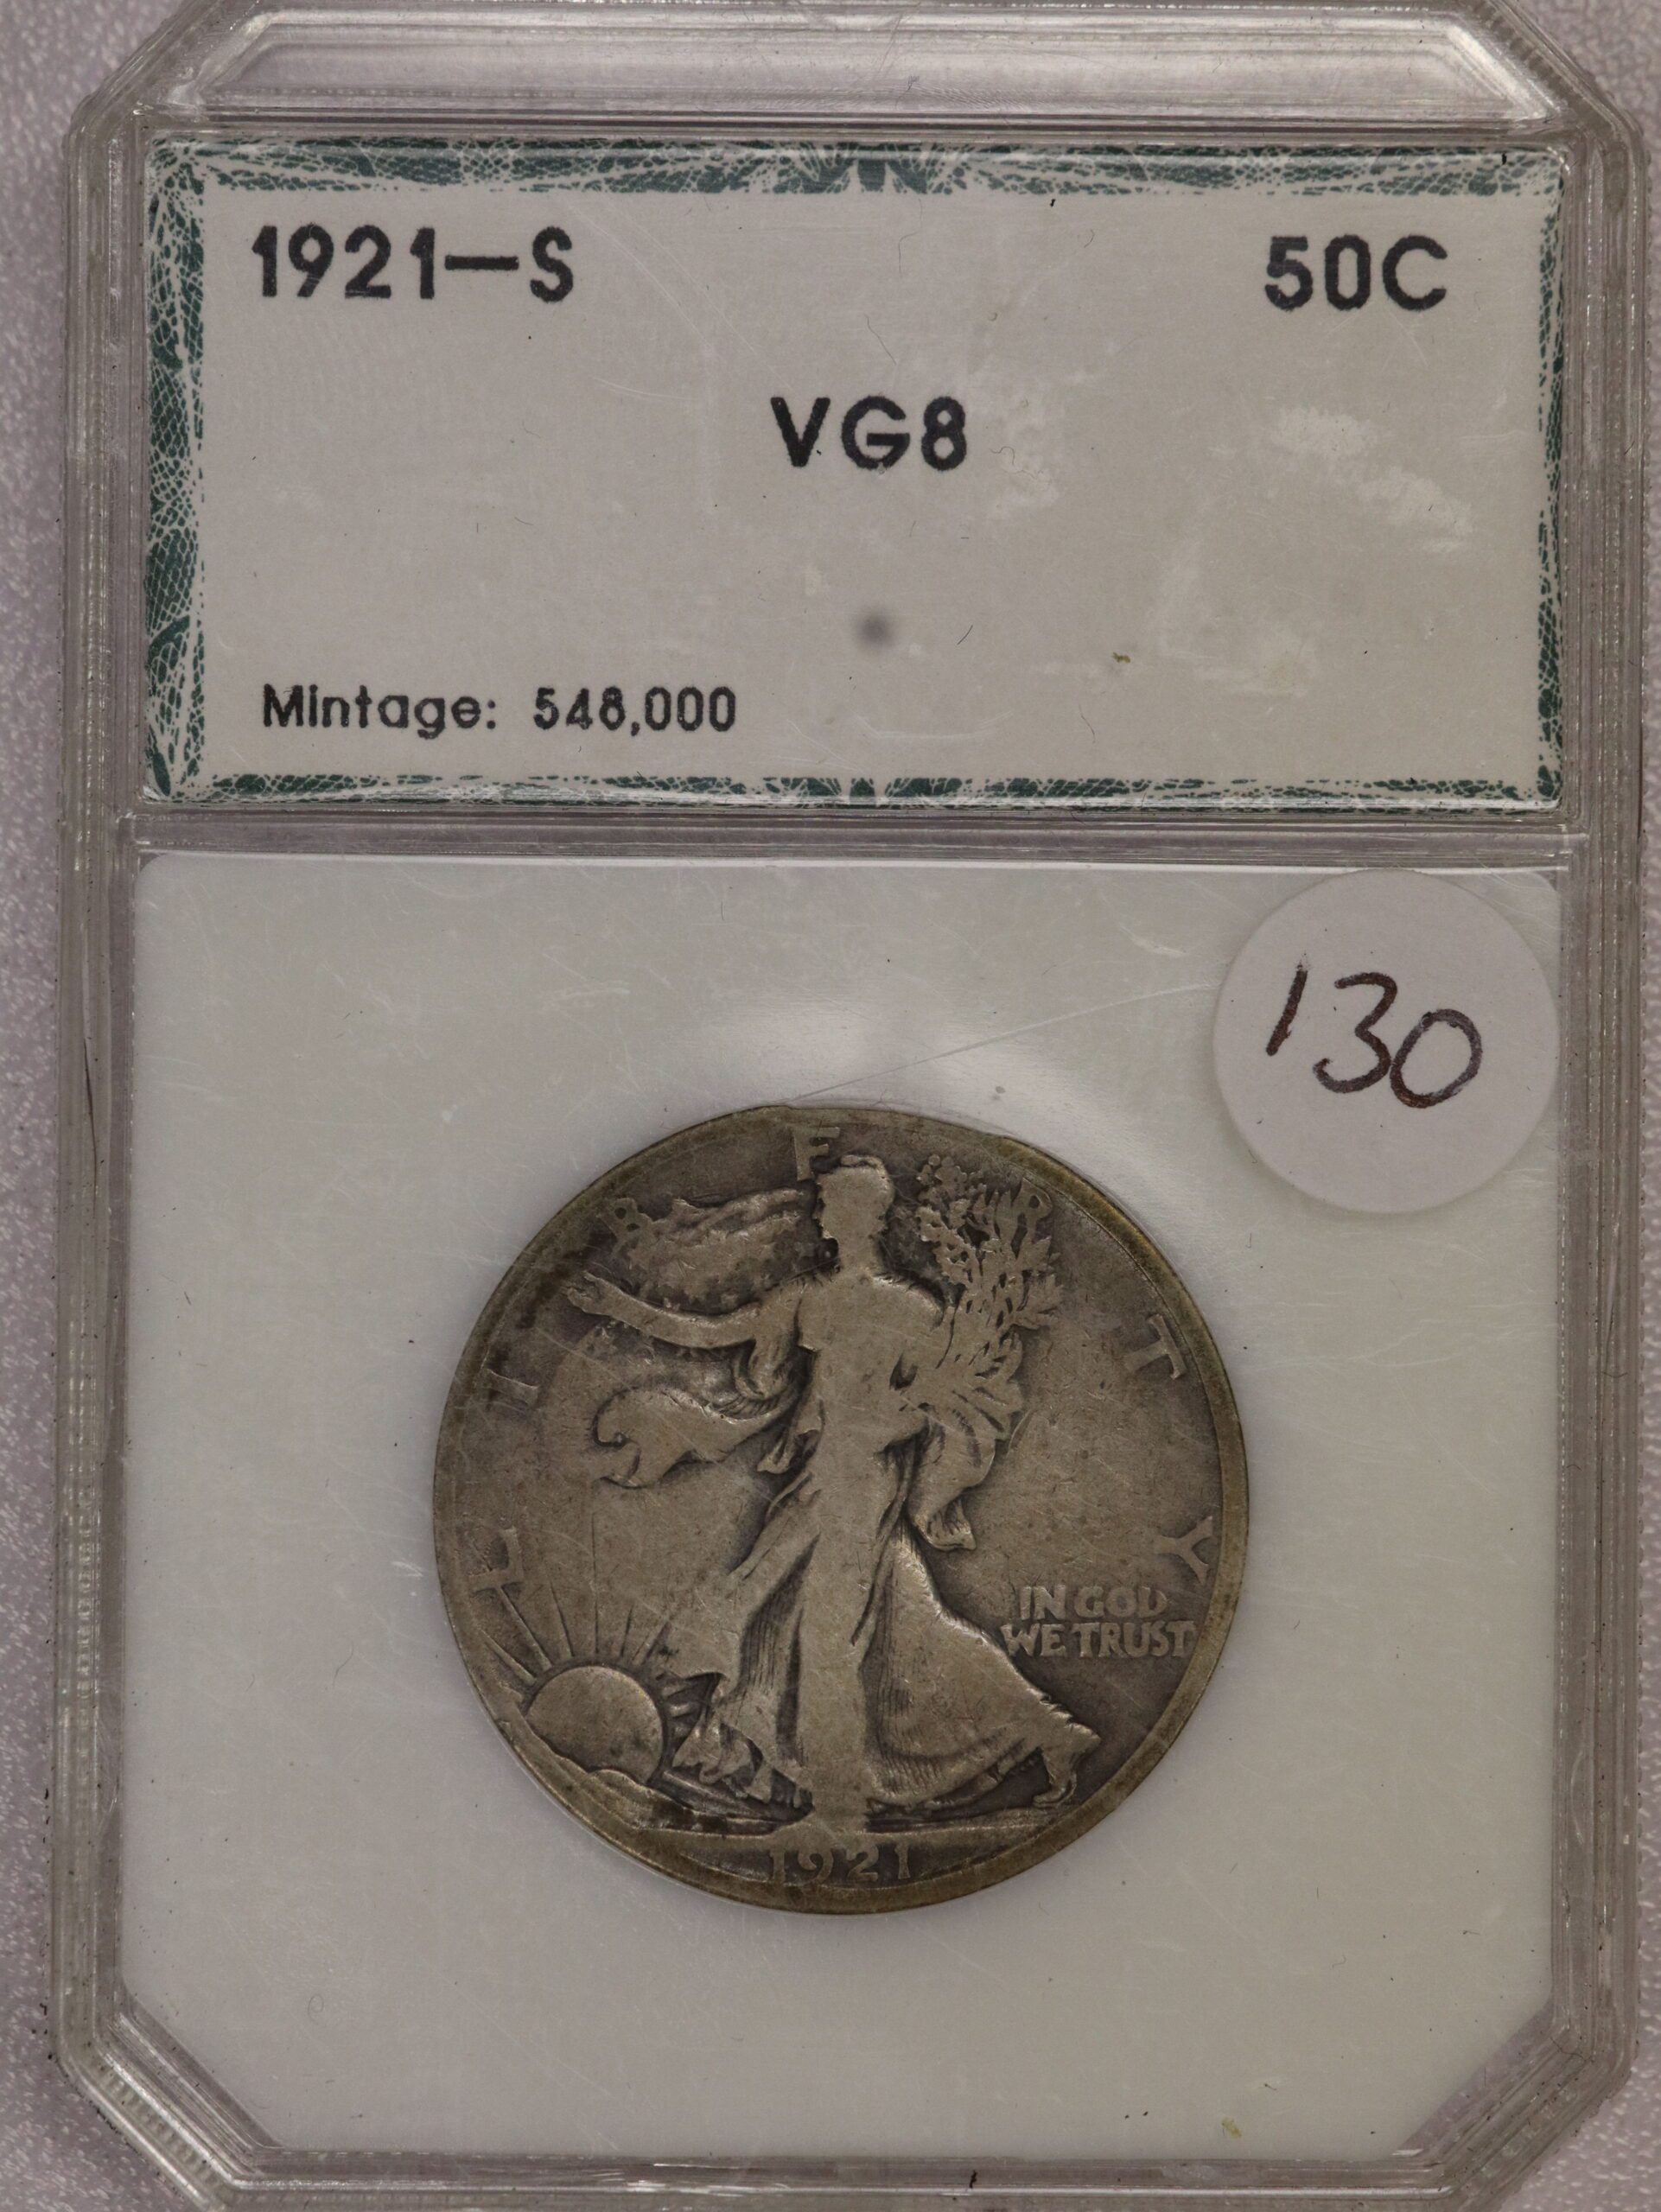 1921-S 50C
VG8
Mintage: 548,000
130
LIBERTY
IN GOD
WE TRUST
1921